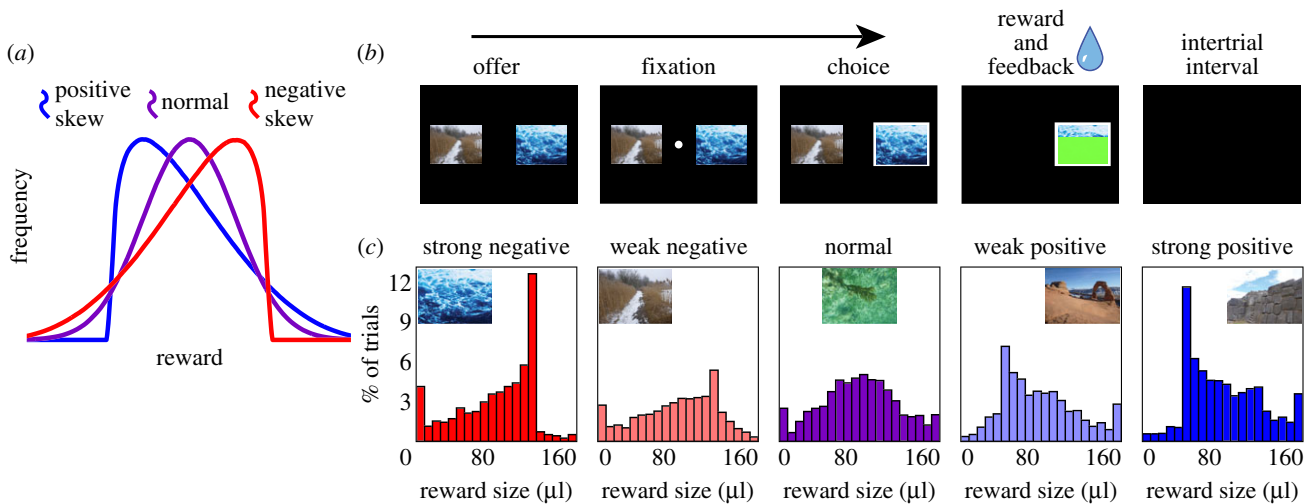 (a)
positive
skew
normal
negative
skew
frequency
reward
(b)
offer
fixation
choice
reward
and
feedback
intertrial
interval
(c)
strong negative
weak negative
normal
weak positive
strong positive
% of trials
12
9
6
3
0 80 160
reward size (µl)
0 80 160
reward size (µl)
0 80 160
reward size (µl)
0 80 160
reward size (µl)
0 80 160
reward size (µl)